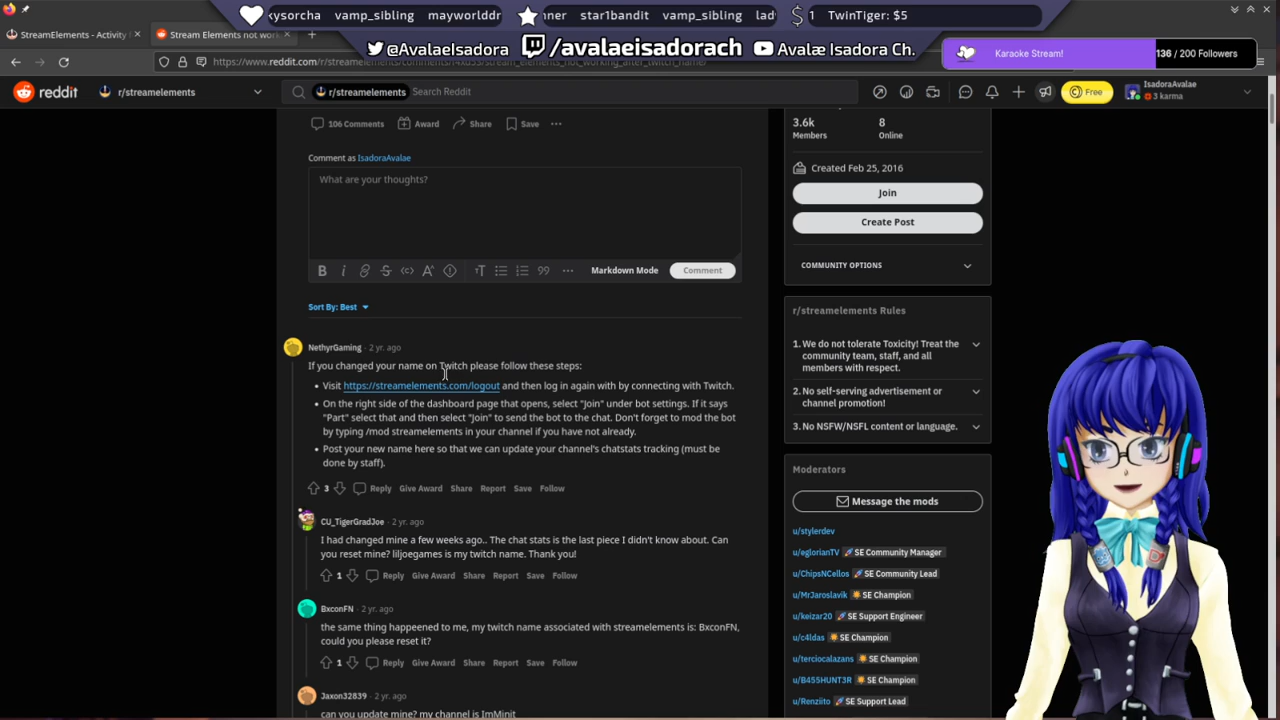 kysorcha vamp_sibling mayworlddr
nner star1bandit vamp_sibling lad
$ 1 TwinTiger: $5
StreamElements - Activity
Stream Elements not wor
@AvalaeIsadora /avalaeisadorach Avalæ Isadora Ch.
Karaoke Stream! 136 / 200 Followers
reddit r/streamelements
r/streamelements Search Reddit
Free
IsadoraAvalae
3 karma
106 Comments Award Share Save
Comment as IsadoraAvalae
What are your thoughts?
B i
Markdown Mode Comment
Sort By: Best
NethyrGaming · 2 yr. ago
If you changed your name on Twitch please follow these steps:
• Visit https://streamelements.com/logout and then log in again with by connecting with Twitch.
• On the right side of the dashboard page that opens, select "Join" under bot settings. If it says
"Part" select that and then select "Join" to send the bot to the chat. Don't forget to mod the bot
by typing /mod streamelements in your channel if you have not already.
• Post your new name here so that we can update your channel's chatstats tracking (must be
done by staff).
3 Reply Give Award Share Report Save Follow
CU_TigerGradJoe · 2 yr. ago
I had changed mine a few weeks ago.. The chat stats is the last piece I didn't know about. Can
you reset mine? liljoegames is my twitch name. Thank you!
1 Reply Give Award Share Report Save Follow
BxconFN · 2 yr. ago
the same thing happeened to me, my twitch name associated with streamelements is: BxconFN,
could you please reset it?
1 Reply Give Award Share Report Save Follow
Jaxon32839 · 2 yr. ago
can you update mine? my channel is ImMinit
3.6k 8
Members Online
Created Feb 25, 2016
Join
Create Post
COMMUNITY OPTIONS
r/streamelements Rules
1. We do not tolerate Toxicity! Treat the
community team, staff, and all
members with respect.
2. No self-serving advertisement or
channel promotion!
3. No NSFW/NSFL content or language.
Moderators
Message the mods
u/stylerdev
u/eglorianTV SE Community Manager
u/ChipsNCellos SE Community Lead
u/MrJaroslavik SE Champion
u/keizar20 SE Support Engineer
u/c4ldas SE Champion
u/terciocalazans SE Champion
u/B455HUNT3R SE Champion
u/Renziito SE Support Lead